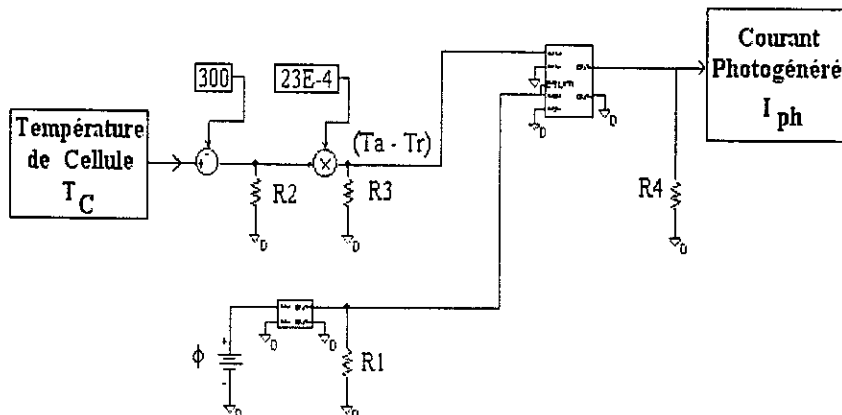 Courant
Photogénéré
I ph
300
23E-4
Température
de Cellule
T C
-
+
X
(Ta - Tr)
R2
R3
R4
D
D
D
D
D
D
D
D
D
R1
ϕ
+
-
D
D